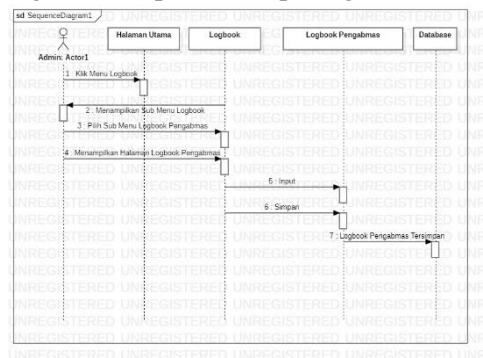 sd SequenceDiagram1
Halaman Utama
Logbook
Logbook Pengabmas
Database
Admin: Actor1
1 : Klik Menu Logbook
2 : Menampilkan Sub Menu Logbook
3 : Pilih Sub Menu Logbook Pengabmas
4 : Menampilkan Halaman Logbook Pengabmas
5 : Input
6 : Simpan
7 : Logbook Pengabmas Tersimpan
UNREGISTERED